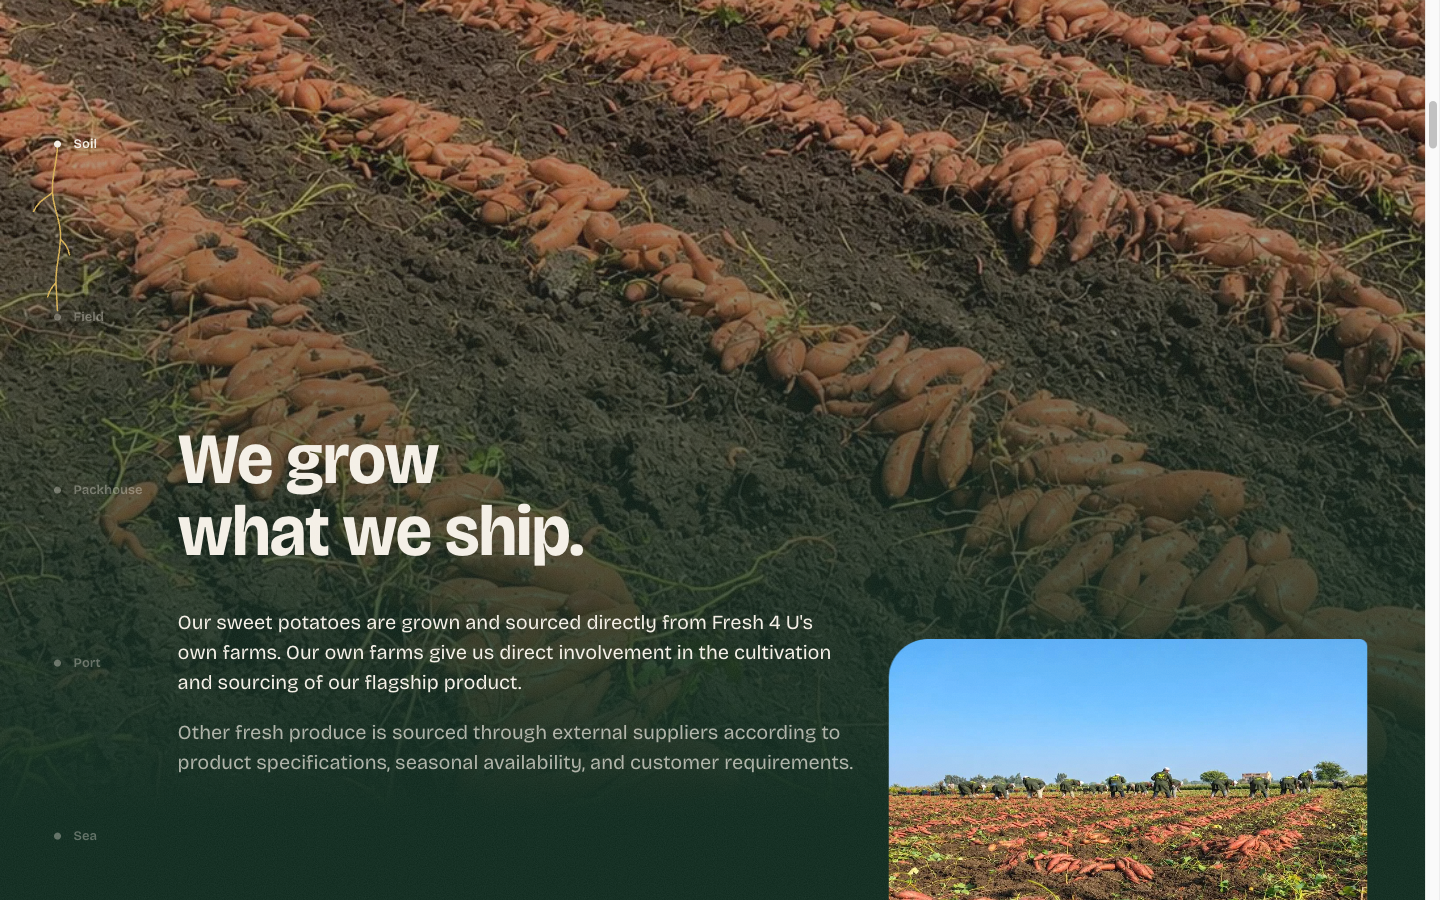 Soil
Field
Packhouse
Port
Sea
We grow
what we ship.
Our sweet potatoes are grown and sourced directly from Fresh 4 U's
own farms. Our own farms give us direct involvement in the cultivation
and sourcing of our flagship product.
Other fresh produce is sourced through external suppliers according to
product specifications, seasonal availability, and customer requirements.